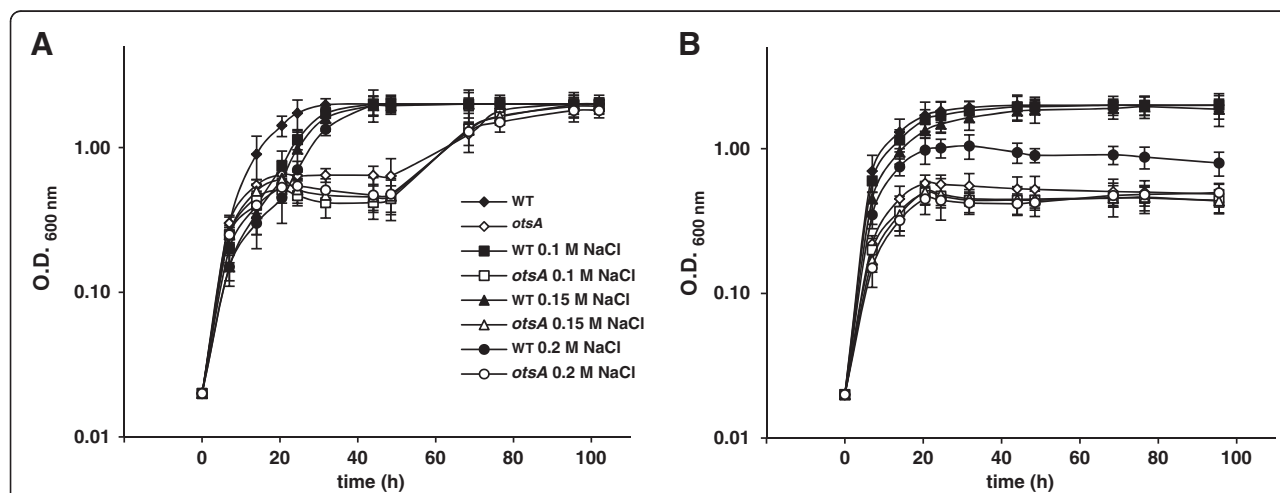 A
B
O.D. 600 nm
1.00
0.10
0.01
0
20
40
60
80
100
time (h)
WT
otsA
WT 0.1 M NaCl
otsA 0.1 M NaCl
WT 0.15 M NaCl
otsA 0.15 M NaCl
WT 0.2 M NaCl
otsA 0.2 M NaCl
O.D. 600 nm
1.00
0.10
0.01
0
20
40
60
80
100
time (h)